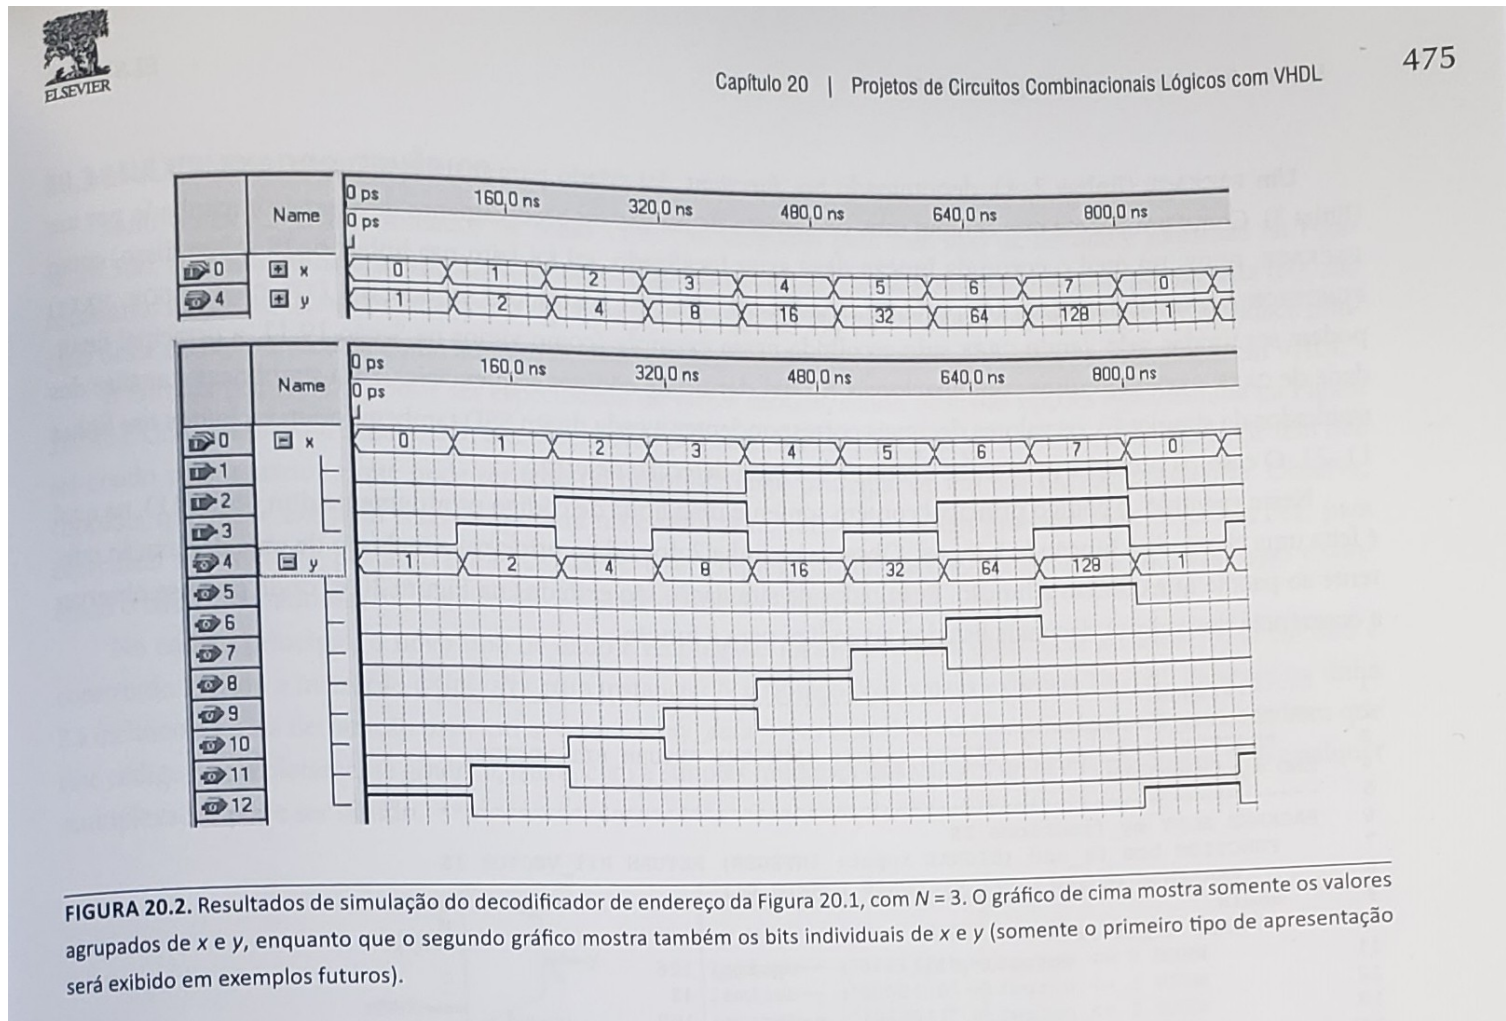 ELSEVIER
Capítulo 20 | Projetos de Circuitos Combinacionais Lógicos com VHDL 475
Name
0 ps 160,0 ns 320,0 ns 480,0 ns 640,0 ns 800,0 ns
0 ps
0 x 0 1 2 3 4 5 6 7 0
4 y 1 2 4 8 16 32 64 128 1
Name
0 ps 160,0 ns 320,0 ns 480,0 ns 640,0 ns 800,0 ns
0 ps
0 x 0 1 2 3 4 5 6 7 0
1
2
3
4 y 1 2 4 8 16 32 64 128 1
5
6
7
8
9
10
11
12
FIGURA 20.2. Resultados de simulação do decodificador de endereço da Figura 20.1, com N = 3. O gráfico de cima mostra somente os valores
agrupados de x e y, enquanto que o segundo gráfico mostra também os bits individuais de x e y (somente o primeiro tipo de apresentação
será exibido em exemplos futuros).